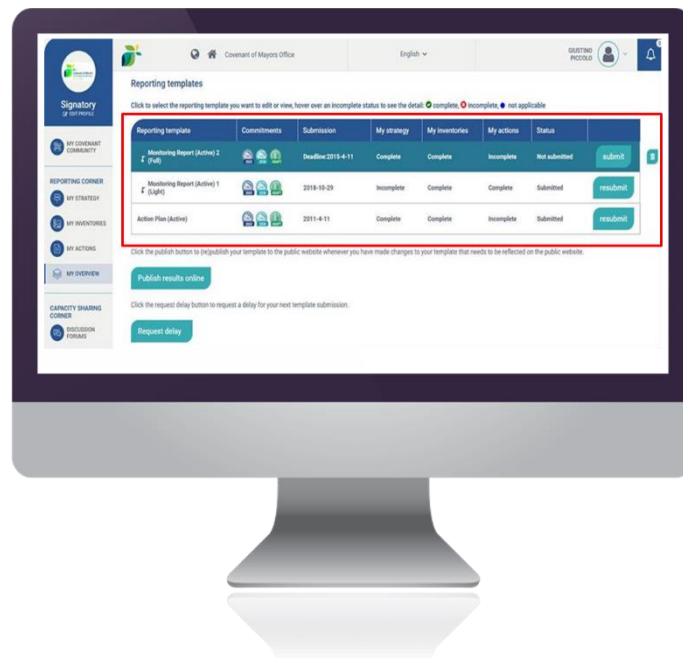 Covenant of Mayors Office
English
GIUSTINO
PICCOLO
Signatory
EDIT PROFILE
MY COVENANT
COMMUNITY
REPORTING CORNER
MY STRATEGY
MY INVENTORIES
MY ACTIONS
MY OVERVIEW
CAPACITY SHARING
CORNER
DISCUSSION
FORUMS
Reporting templates
Click to select the reporting template you want to edit or view, hover over an incomplete status to see the detail: complete, incomplete, not applicable
Reporting template Commitments Submission My strategy My inventories My actions Status
Monitoring Report (Active) 2 (Full) Deadline:2015-4-11 Complete Complete Incomplete Not submitted submit
Monitoring Report (Active) 1 (Light) 2018-10-29 Incomplete Complete Complete Submitted resubmit
Action Plan (Active) 2011-4-11 Complete Complete Incomplete Submitted resubmit
Click the publish button to (re)publish your template to the public website whenever you have made changes to your template that needs to be reflected on the public website.
Publish results online
Click the request delay button to request a delay for your next template submission.
Request delay